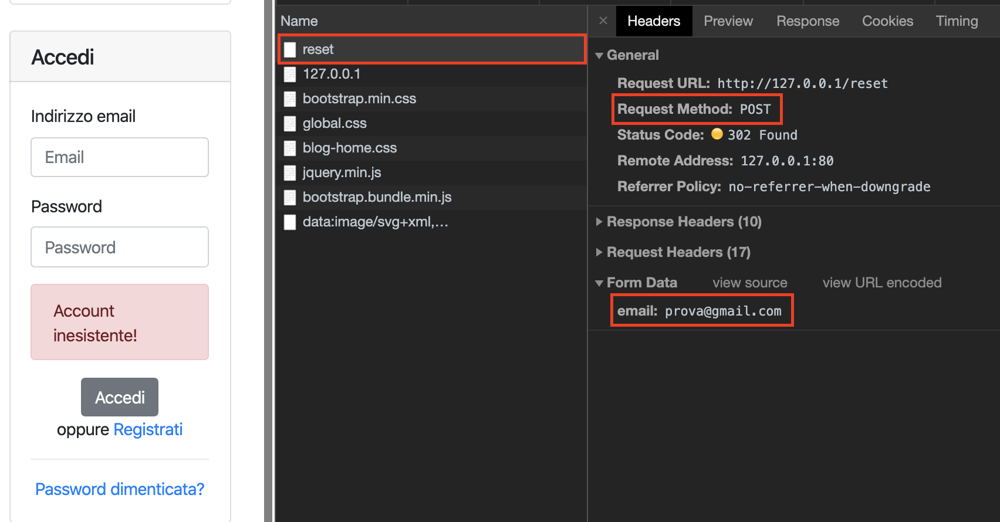 Accedi
Indirizzo email
Email
Password
Password
Account
inesistente!
Accedi
oppure Registrati
Password dimenticata?
Name
reset
127.0.0.1
bootstrap.min.css
global.css
blog-home.css
jquery.min.js
bootstrap.bundle.min.js
data:image/svg+xml,…
× Headers Preview Response Cookies Timing
General
Request URL: http://127.0.0.1/reset
Request Method: POST
Status Code: 302 Found
Remote Address: 127.0.0.1:80
Referrer Policy: no-referrer-when-downgrade
Response Headers (10)
Request Headers (17)
Form Data view source view URL encoded
email: prova@gmail.com